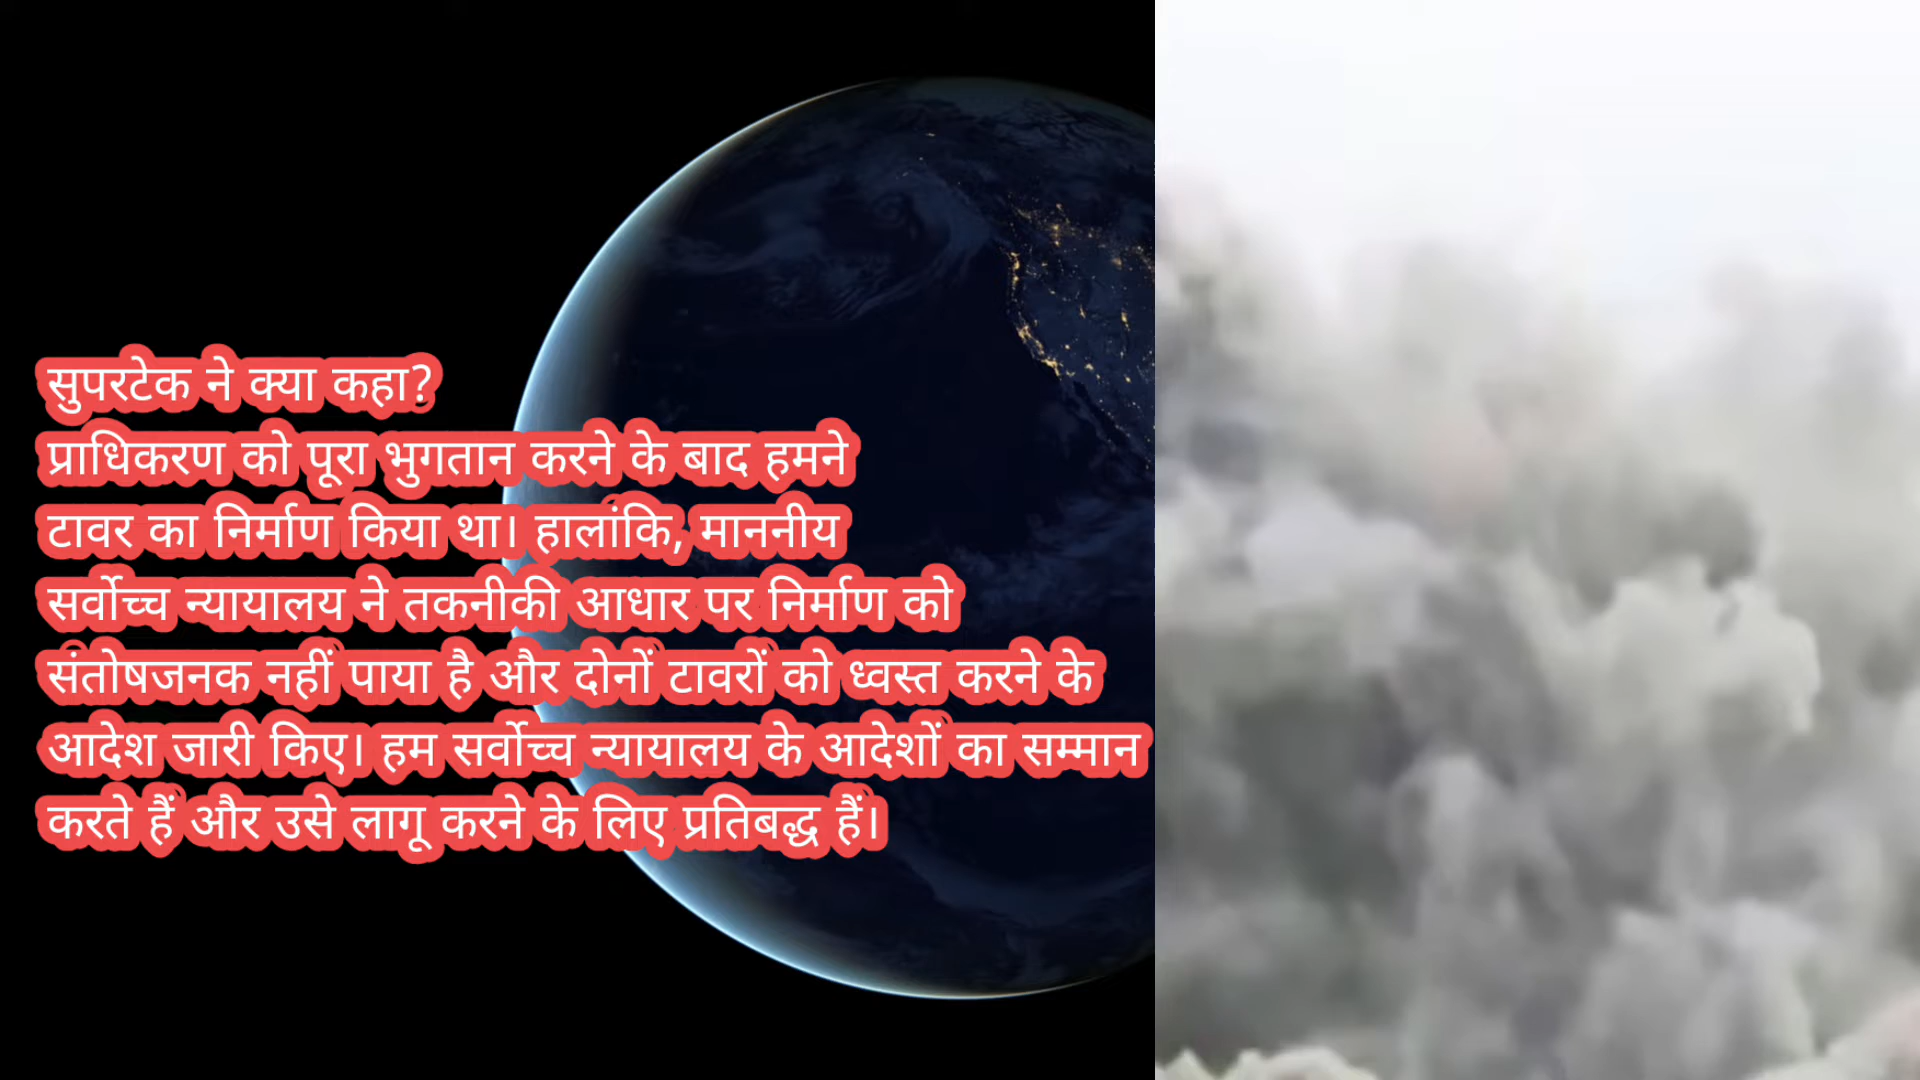 सुपरटेक ने क्या कहा?
प्राधिकरण को पूरा भुगतान करने के बाद हमने
टावर का निर्माण किया था। हालांकि, माननीय
सर्वोच्च न्यायालय ने तकनीकी आधार पर निर्माण को
संतोषजनक नहीं पाया है और दोनों टावरों को ध्वस्त करने के
आदेश जारी किए। हम सर्वोच्च न्यायालय के आदेशों का सम्मान
करते हैं और उसे लागू करने के लिए प्रतिबद्ध हैं।